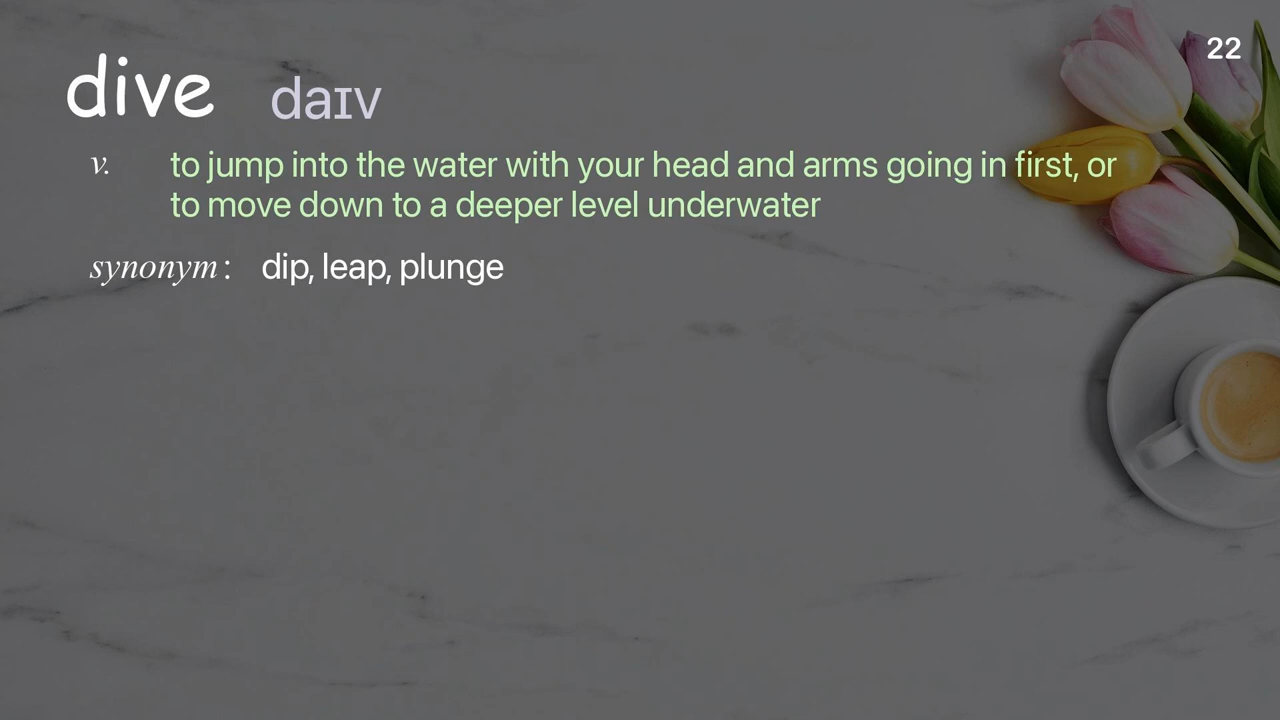 22
dive daɪv
v. to jump into the water with your head and arms going in first, or
to move down to a deeper level underwater
synonym: dip, leap, plunge